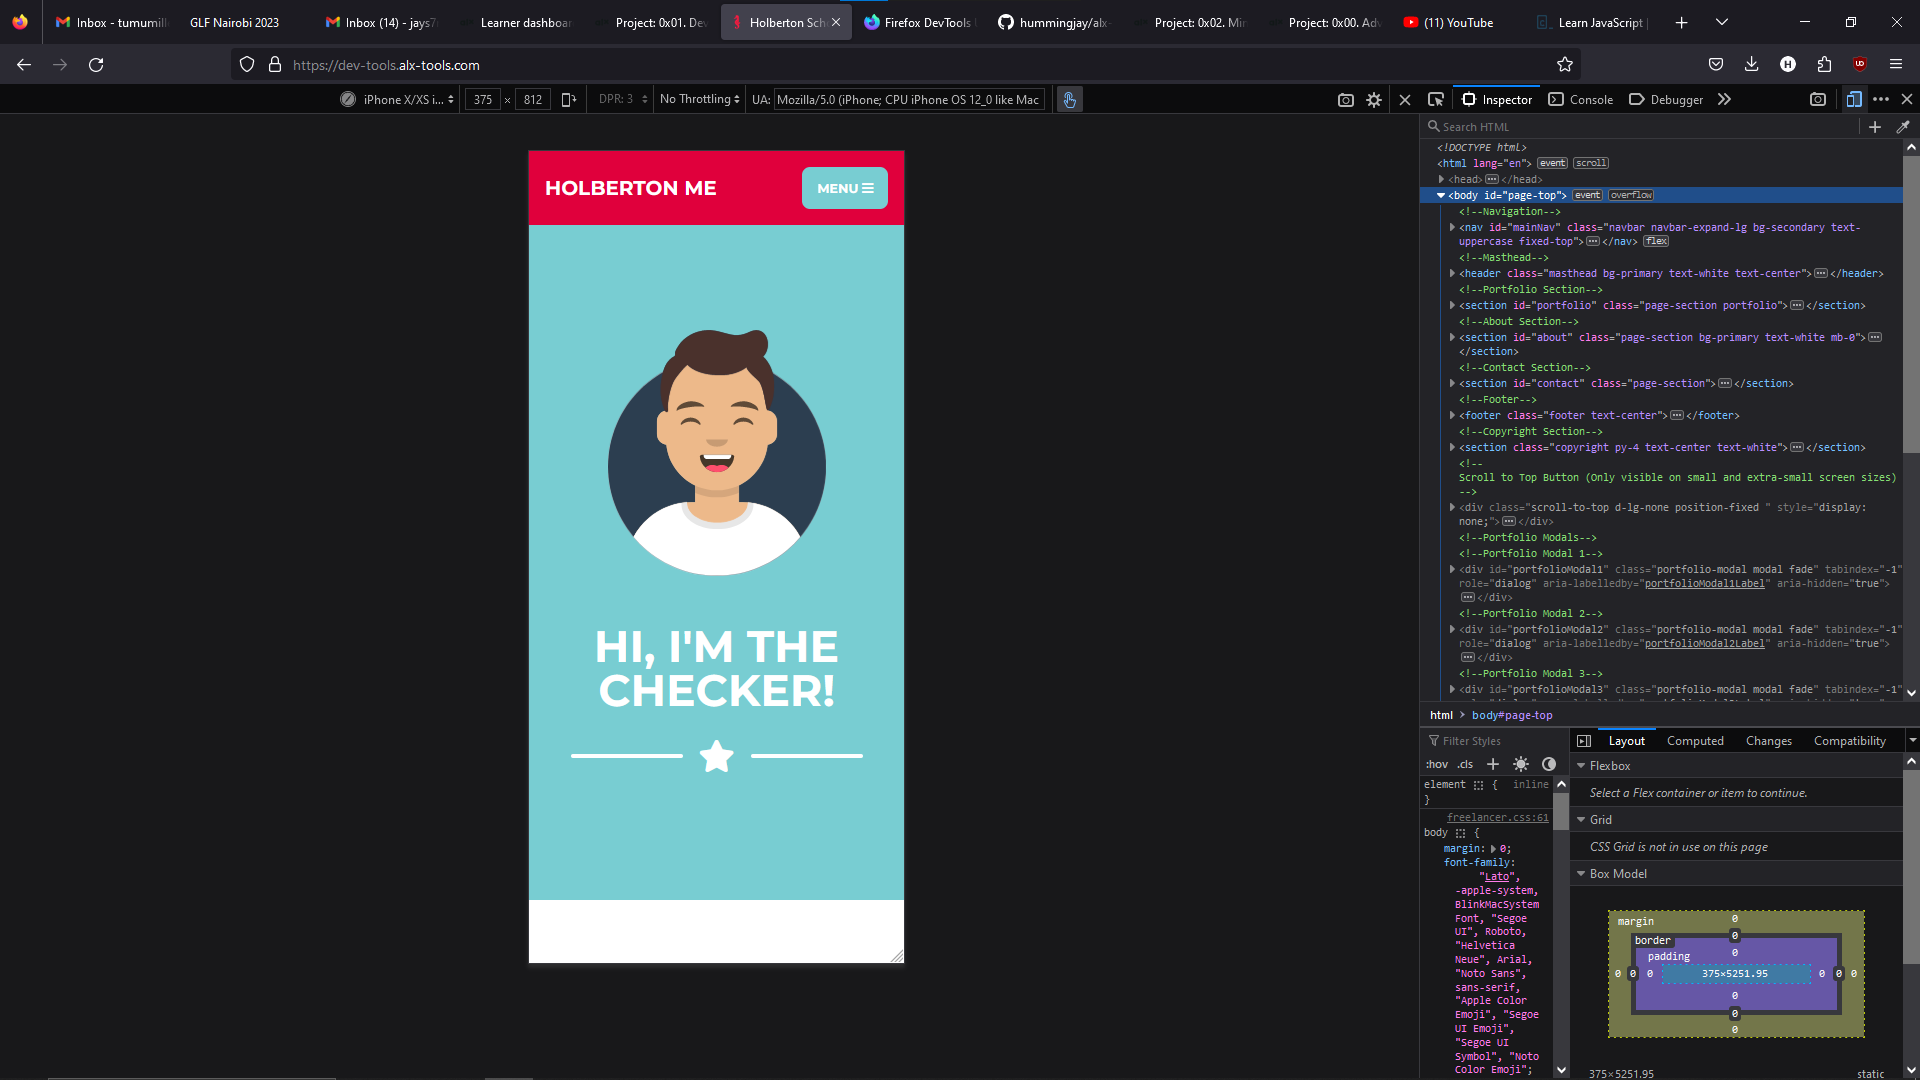 Inbox - tumumill
GLF Nairobi 2023
Inbox (14) - jays7
Learner dashboar
Project: 0x01. De
Holberton Sch
Firefox DevTools
hummingjay/alx-
Project: 0x02. Mi
Project: 0x00. Ad
(11) YouTube
Learn JavaScript |
https://dev-tools.alx-tools.com
iPhone X/XS i...
375 × 812
DPR: 3
No Throttling
UA: Mozilla/5.0 (iPhone; CPU iPhone OS 12_0 like Mac
Inspector
Console
Debugger
HOLBERTON ME
MENU
HI, I'M THE
CHECKER!
Search HTML
<!DOCTYPE html>
<html lang="en"> event scroll
<head> </head>
<body id="page-top"> event overflow
<!--Navigation-->
<nav id="mainNav" class="navbar navbar-expand-lg bg-secondary text-
uppercase fixed-top"> </nav> flex
<!--Masthead-->
<header class="masthead bg-primary text-white text-center"> </header>
<!--Portfolio Section-->
<section id="portfolio" class="page-section portfolio"> </section>
<!--About Section-->
<section id="about" class="page-section bg-primary text-white mb-0">
</section>
<!--Contact Section-->
<section id="contact" class="page-section"> </section>
<!--Footer-->
<footer class="footer text-center"> </footer>
<!--Copyright Section-->
<section class="copyright py-4 text-center text-white"> </section>
<!--
Scroll to Top Button (Only visible on small and extra-small screen sizes)
-->
<div class="scroll-to-top d-lg-none position-fixed " style="display:
none;"> </div>
<!--Portfolio Modals-->
<!--Portfolio Modal 1-->
<div id="portfolioModal1" class="portfolio-modal modal fade" tabindex="-1"
role="dialog" aria-labelledby="portfolioModal1Label" aria-hidden="true">
</div>
<!--Portfolio Modal 2-->
<div id="portfolioModal2" class="portfolio-modal modal fade" tabindex="-1"
role="dialog" aria-labelledby="portfolioModal2Label" aria-hidden="true">
</div>
<!--Portfolio Modal 3-->
<div id="portfolioModal3" class="portfolio-modal modal fade" tabindex="-1"
html > body#page-top
Filter Styles
:hov .cls
element { inline
}
freelancer.css:61
body {
margin: 0;
font-family:
"Lato",
-apple-system,
BlinkMacSystem
Font, "Segoe
UI", Roboto,
"Helvetica
Neue", Arial,
"Noto Sans",
sans-serif,
"Apple Color
Emoji", "Segoe
UI Emoji",
"Segoe UI
Symbol", "Noto
Color Emoji";
Layout
Computed
Changes
Compatibility
Flexbox
Select a Flex container or item to continue.
Grid
CSS Grid is not in use on this page
Box Model
margin 0
border 0
padding 0
0 0 0 375×5251.95 0 0 0
0
0
0
375×5251.95 static